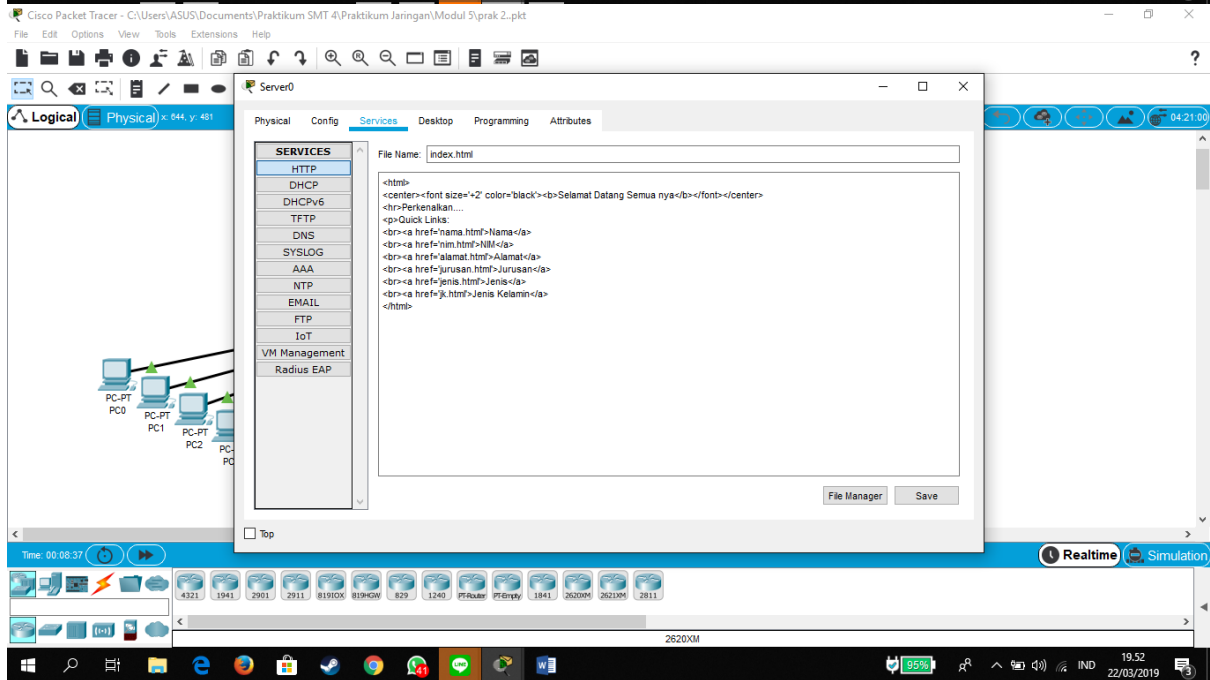 Cisco Packet Tracer - C:\Users\ASUS\Documents\Praktikum SMT 4\Praktikum Jaringan\Modul 5\prak 2..pkt
File Edit Options View Tools Extensions Help
?
Server0
Logical Physical x: 644, y: 481
04:21:00
Physical Config Services Desktop Programming Attributes
SERVICES
HTTP
DHCP
DHCPv6
TFTP
DNS
SYSLOG
AAA
NTP
EMAIL
FTP
IoT
VM Management
Radius EAP
File Name: index.html
<html>
<center><font size='+2' color='black'><b>Selamat Datang Semua nya</b></font></center>
<hr>Perkenalkan....
<p>Quick Links:
<br><a href='nama.html'>Nama</a>
<br><a href='nim.html'>NIM</a>
<br><a href='alamat.html'>Alamat</a>
<br><a href='jurusan.html'>Jurusan</a>
<br><a href='jenis.html'>Jenis</a>
<br><a href='jk.html'>Jenis Kelamin</a>
</html>
File Manager Save
Top
PC-PT
PC0
PC-PT
PC1
PC-PT
PC2
PC-
PC
Time: 00:08:37
Realtime Simulation
4321 1941 2901 2911 819IOX 819HGW 829 1240 PT-Router PT-Empty 1841 2620XM 2621XM 2811
2620XM
41
LINE
95%
IND
19.52
22/03/2019
3